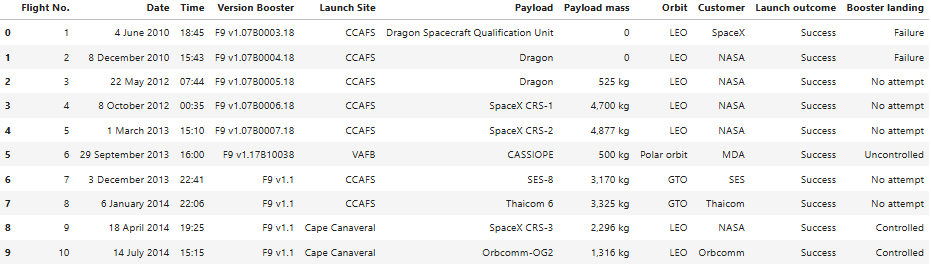 Flight No. Date Time Version Booster Launch Site Payload Payload mass Orbit Customer Launch outcome Booster landing
0 1 4 June 2010 18:45 F9 v1.07B0003.18 CCAFS Dragon Spacecraft Qualification Unit 0 LEO SpaceX Success Failure
1 2 8 December 2010 15:43 F9 v1.07B0004.18 CCAFS Dragon 0 LEO NASA Success Failure
2 3 22 May 2012 07:44 F9 v1.07B0005.18 CCAFS Dragon 525 kg LEO NASA Success No attempt
3 4 8 October 2012 00:35 F9 v1.07B0006.18 CCAFS SpaceX CRS-1 4,700 kg LEO NASA Success No attempt
4 5 1 March 2013 15:10 F9 v1.07B0007.18 CCAFS SpaceX CRS-2 4,877 kg LEO NASA Success No attempt
5 6 29 September 2013 16:00 F9 v1.17B10038 VAFB CASSIOPE 500 kg Polar orbit MDA Success Uncontrolled
6 7 3 December 2013 22:41 F9 v1.1 CCAFS SES-8 3,170 kg GTO SES Success No attempt
7 8 6 January 2014 22:06 F9 v1.1 CCAFS Thaicom 6 3,325 kg GTO Thaicom Success No attempt
8 9 18 April 2014 19:25 F9 v1.1 Cape Canaveral SpaceX CRS-3 2,296 kg LEO NASA Success Controlled
9 10 14 July 2014 15:15 F9 v1.1 Cape Canaveral Orbcomm-OG2 1,316 kg LEO Orbcomm Success Controlled